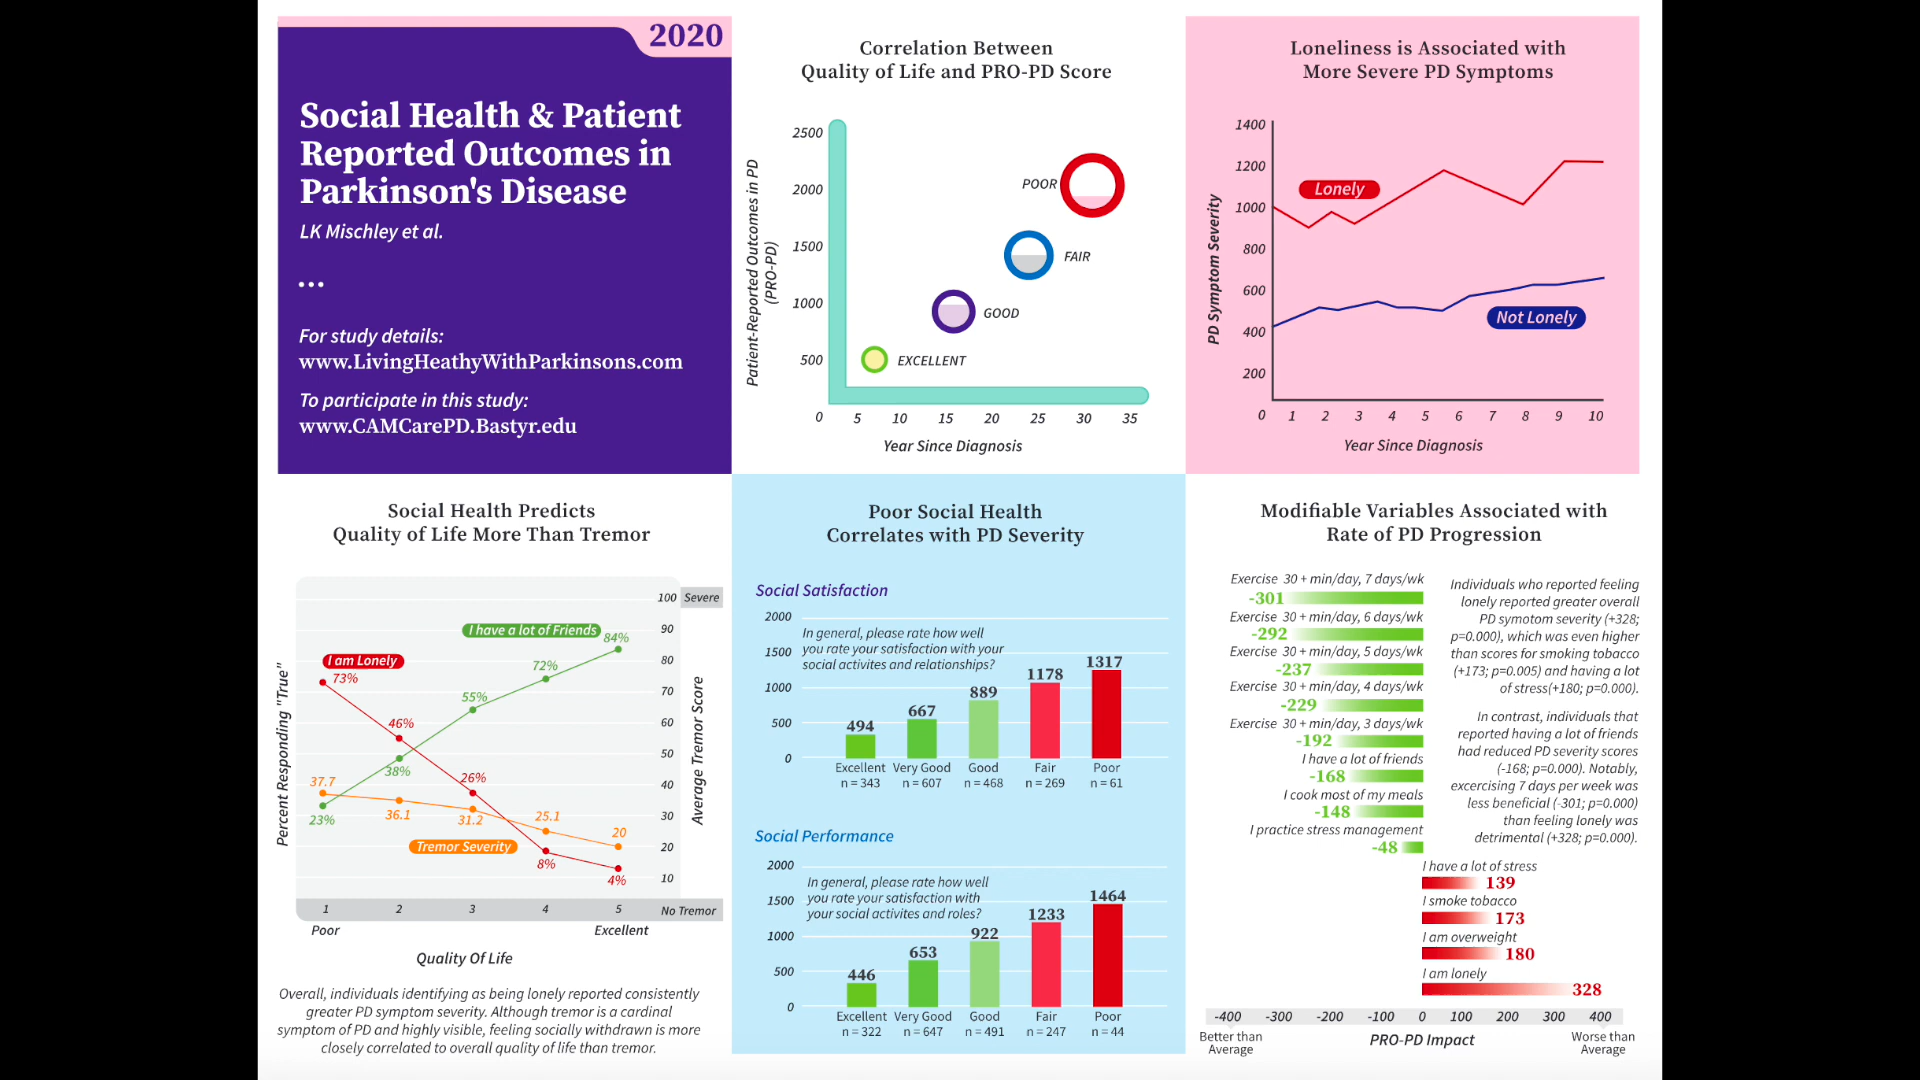 2020
Social Health & Patient
Reported Outcomes in
Parkinson's Disease
LK Mischley et al.
...
For study details:
www.LivingHeathyWithParkinsons.com
To participate in this study:
www.CAMCarePD.Bastyr.edu
Correlation Between
Quality of Life and PRO-PD Score
Patient-Reported Outcomes in PD
(PRO-PD)
2500
2000
1500
1000
500
POOR
FAIR
GOOD
EXCELLENT
0 5 10 15 20 25 30 35
Year Since Diagnosis
Loneliness is Associated with
More Severe PD Symptoms
PD Symptom Severity
1400
1200
1000
800
600
400
200
Lonely
Not Lonely
0 1 2 3 4 5 6 7 8 9 10
Year Since Diagnosis
Social Health Predicts
Quality of Life More Than Tremor
Percent Responding "True"
Average Tremor Score
100 Severe
90
80
70
60
50
40
30
20
10
No Tremor
I have a lot of Friends
84%
72%
55%
38%
23%
I am Lonely
73%
46%
26%
8%
4%
37.7
36.1
31.2
25.1
20
Tremor Severity
1 2 3 4 5
Poor Excellent
Quality Of Life
Overall, individuals identifying as being lonely reported consistently
greater PD symptom severity. Although tremor is a cardinal
symptom of PD and highly visible, feeling socially withdrawn is more
closely correlated to overall quality of life than tremor.
Poor Social Health
Correlates with PD Severity
Social Satisfaction
2000
1500
1000
500
0
In general, please rate how well
you rate your satisfaction with your
social activites and relationships?
494 667 889 1178 1317
Excellent Very Good Good Fair Poor
n = 343 n = 607 n = 468 n = 269 n = 61
Social Performance
2000
1500
1000
500
0
In general, please rate how well
you rate your satisfaction with
your social activites and roles?
446 653 922 1233 1464
Excellent Very Good Good Fair Poor
n = 322 n = 647 n = 491 n = 247 n = 44
Modifiable Variables Associated with
Rate of PD Progression
Exercise 30 + min/day, 7 days/wk
-301
Exercise 30 + min/day, 6 days/wk
-292
Exercise 30 + min/day, 5 days/wk
-237
Exercise 30 + min/day, 4 days/wk
-229
Exercise 30 + min/day, 3 days/wk
-192
I have a lot of friends
-168
I cook most of my meals
-148
I practice stress management
-48
I have a lot of stress
139
I smoke tobacco
173
I am overweight
180
I am lonely
328
Individuals who reported feeling
lonely reported greater overall
PD symotom severity (+328;
p=0.000), which was even higher
than scores for smoking tobacco
(+173; p=0.005) and having a lot
of stress(+180; p=0.000).
In contrast, individuals that
reported having a lot of friends
had reduced PD severity scores
(-168; p=0.000). Notably,
excercising 7 days per week was
less beneficial (-301; p=0.000)
than feeling lonely was
detrimental (+328; p=0.000).
-400 -300 -200 -100 0 100 200 300 400
Better than
Average
PRO-PD Impact
Worse than
Average